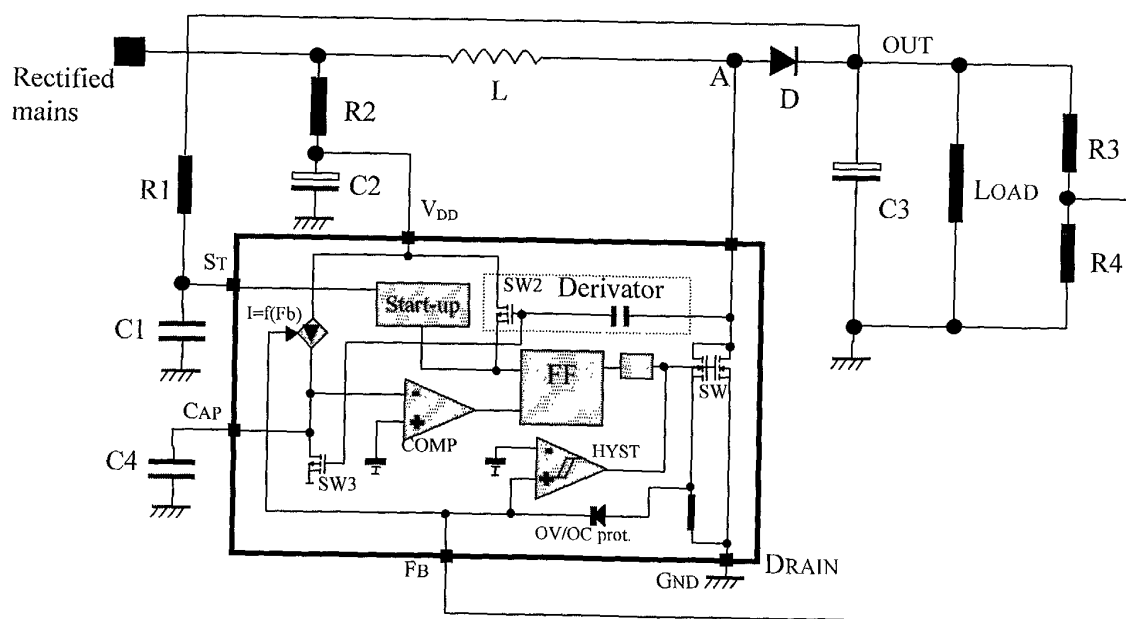 OUT
A
Rectified
mains
L
D
R2
R3
R1
C2
C3
LOAD
VDD
R4
ST
SW2
Derivator
Start-up
I=f(Fb)
C1
FF
SW
CAP
-
+
COMP
HYST
-
+
C4
SW3
OV/OC prot.
FB
GND
DRAIN